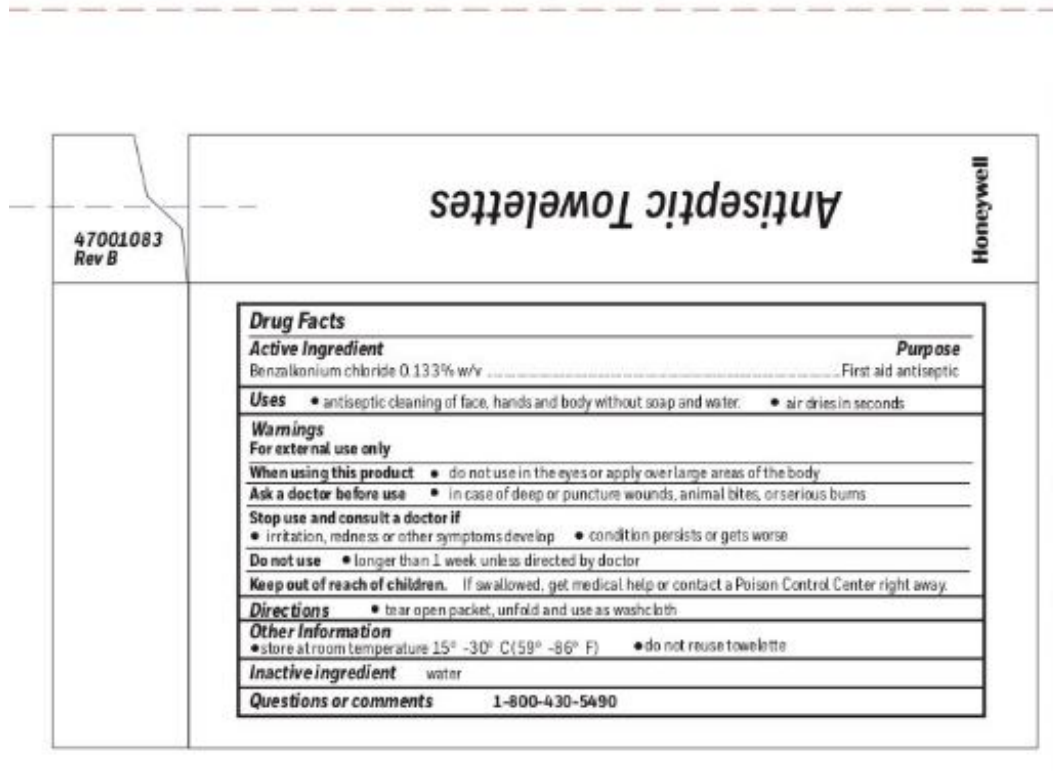 Antiseptic Towelettes
Honeywell
47001083
Rev B
Drug Facts
Active Ingredient Purpose
Benzalkonium chloride 0.133% w/v ........ First aid antiseptic
Uses • antiseptic cleaning of face, hands and body without soap and water. • air dries in seconds
Warnings
For external use only
When using this product • do not use in the eyes or apply over large areas of the body
Ask a doctor before use • in case of deep or puncture wounds, animal bites, or serious burns
Stop use and consult a doctor if
• irritation, redness or other symptoms develop • condition persists or gets worse
Do not use • longer than 1 week unless directed by doctor
Keep out of reach of children. If swallowed, get medical help or contact a Poison Control Center right away.
Directions • tear open packet, unfold and use as washcloth
Other Information
• store at room temperature 15° -30° C (59° -86° F) • do not reuse towelette
Inactive ingredient water
Questions or comments 1-800-430-5490